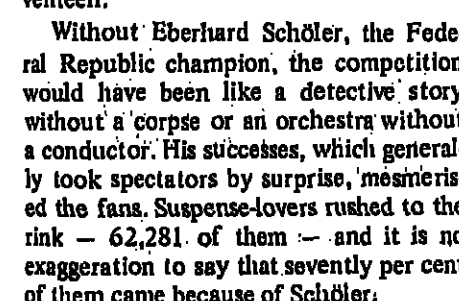 venteen.
Without Eberhard Schöler, the Fede
ral Republic champion, the competition
would have been like a detective story
without a corpse or an orchestra without
a conductor. His successes, which general
ly took spectators by surprise, mesmeris
ed the fans. Suspense-lovers rushed to the
rink — 62,281 of them — and it is no
exaggeration to say that sevently per cent
of them came because of Schöler.